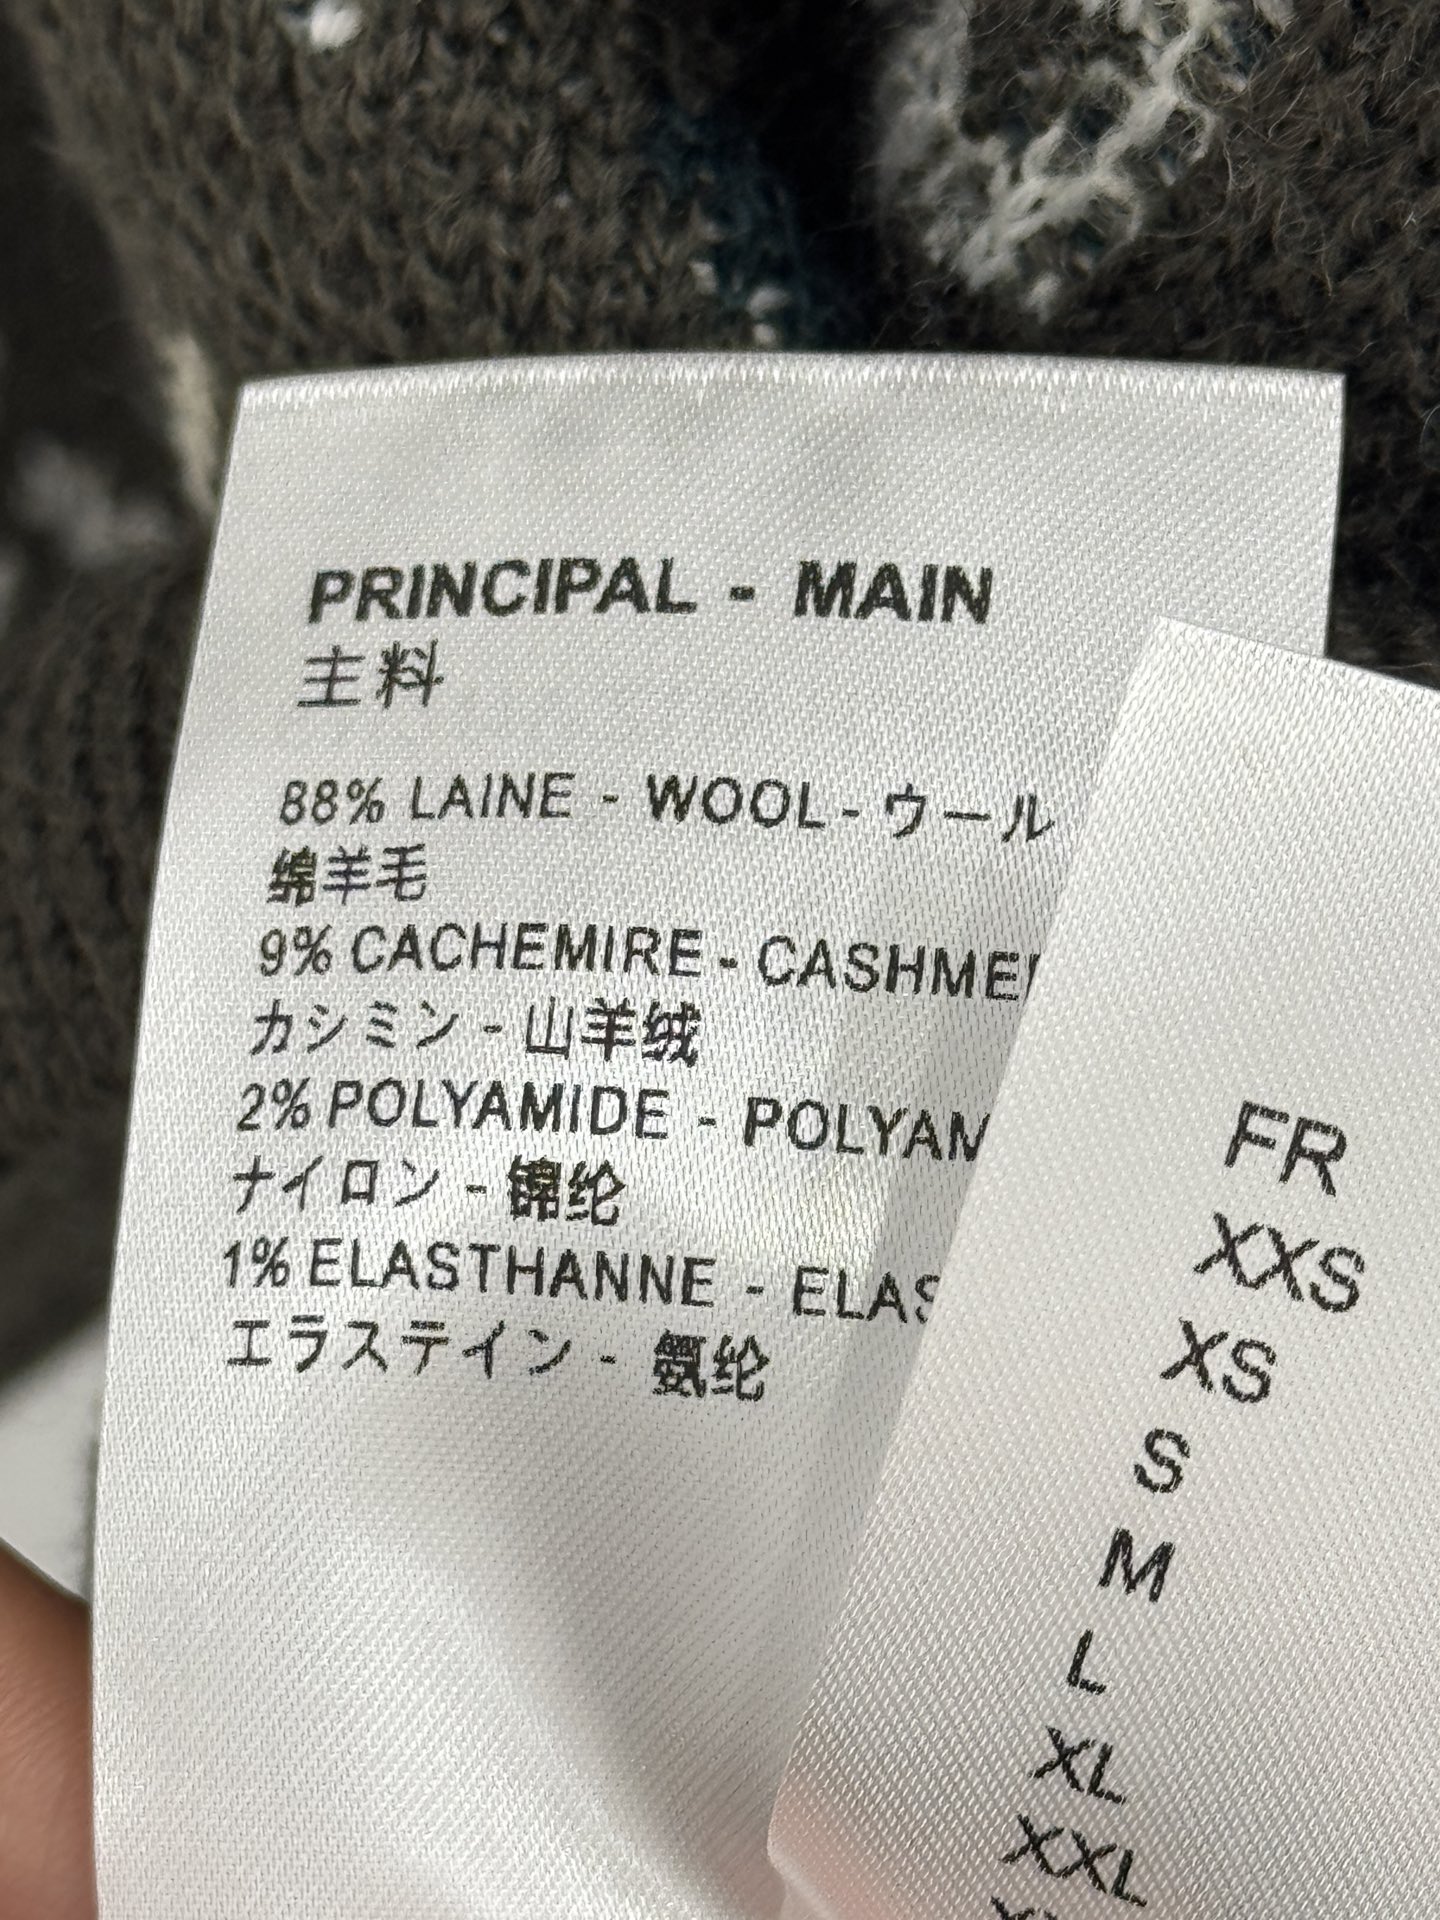 PRINCIPAL - MAIN
主料
88% LAINE - WOOL - ウール
绵羊毛
9% CACHEMIRE - CASHME
カシミン - 山羊绒
2% POLYAMIDE - POLYAM
ナイロン - 锦纶
1% ELASTHANNE - ELAS
エラステイン - 氨纶
FR
XXS
XS
S
M
L
XL
XXL